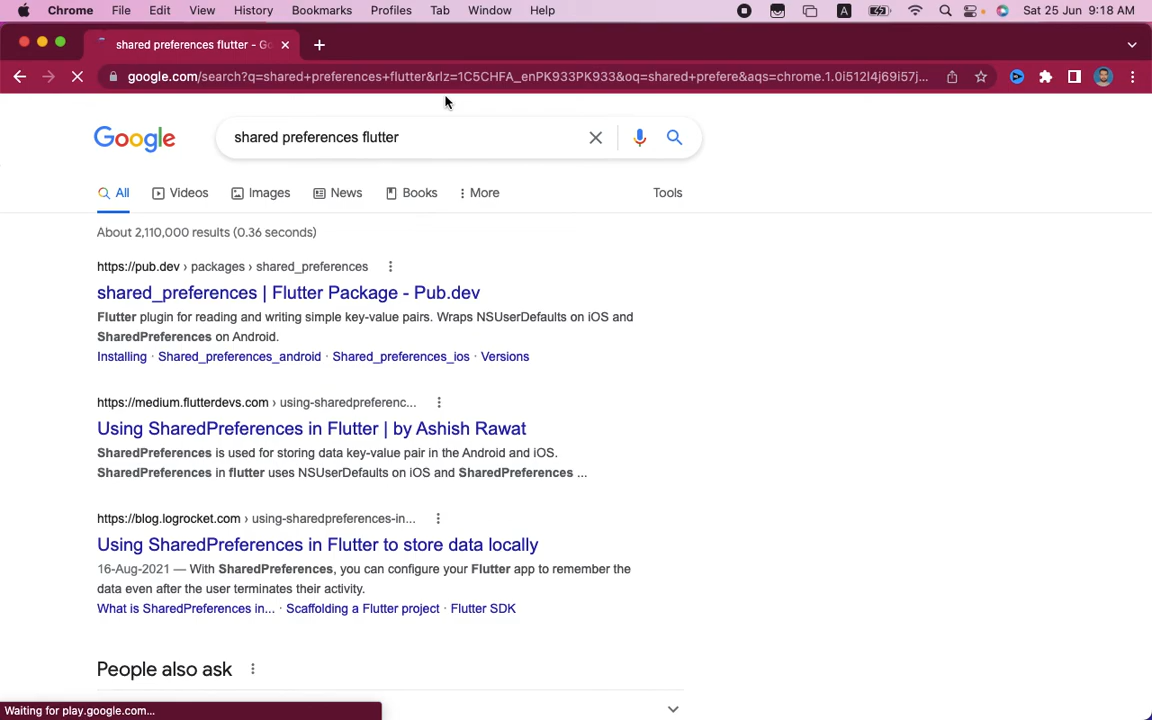 Chrome File Edit View History Bookmarks Profiles Tab Window Help A Sat 25 Jun 9:18 AM
shared preferences flutter - Go
google.com/search?q=shared+preferences+flutter&rlz=1C5CHFA_enPK933PK933&oq=shared+prefere&aqs=chrome.1.0i512l4j69i57j...
Google shared preferences flutter
All Videos Images News Books More Tools
About 2,110,000 results (0.36 seconds)
https://pub.dev › packages › shared_preferences
shared_preferences | Flutter Package - Pub.dev
Flutter plugin for reading and writing simple key-value pairs. Wraps NSUserDefaults on iOS and
SharedPreferences on Android.
Installing · Shared_preferences_android · Shared_preferences_ios · Versions
https://medium.flutterdevs.com › using-sharedpreferenc...
Using SharedPreferences in Flutter | by Ashish Rawat
SharedPreferences is used for storing data key-value pair in the Android and iOS.
SharedPreferences in flutter uses NSUserDefaults on iOS and SharedPreferences ...
https://blog.logrocket.com › using-sharedpreferences-in...
Using SharedPreferences in Flutter to store data locally
16-Aug-2021 — With SharedPreferences, you can configure your Flutter app to remember the
data even after the user terminates their activity.
What is SharedPreferences in... · Scaffolding a Flutter project · Flutter SDK
People also ask
Waiting for play.google.com...